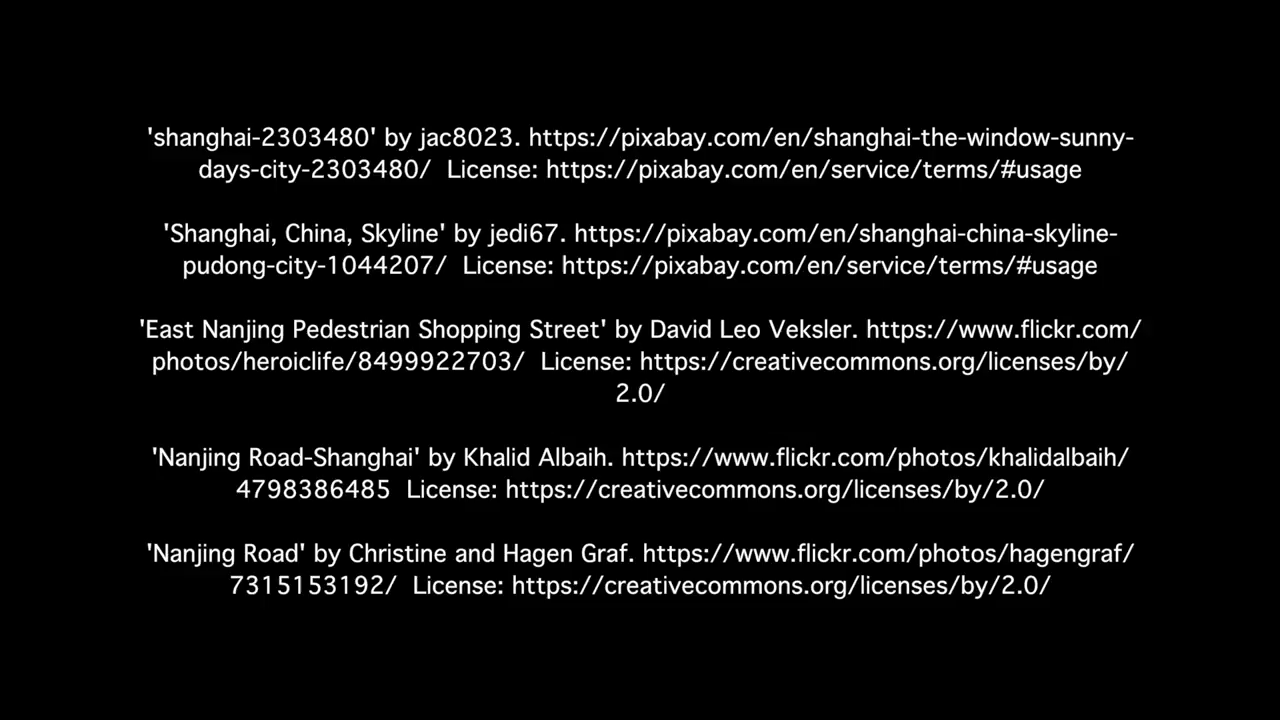 'shanghai-2303480' by jac8023. https://pixabay.com/en/shanghai-the-window-sunny-
days-city-2303480/  License: https://pixabay.com/en/service/terms/#usage
'Shanghai, China, Skyline' by jedi67. https://pixabay.com/en/shanghai-china-skyline-
pudong-city-1044207/  License: https://pixabay.com/en/service/terms/#usage
'East Nanjing Pedestrian Shopping Street' by David Leo Veksler. https://www.flickr.com/
photos/heroiclife/8499922703/  License: https://creativecommons.org/licenses/by/
2.0/
'Nanjing Road-Shanghai' by Khalid Albaih. https://www.flickr.com/photos/khalidalbaih/
4798386485  License: https://creativecommons.org/licenses/by/2.0/
'Nanjing Road' by Christine and Hagen Graf. https://www.flickr.com/photos/hagengraf/
7315153192/  License: https://creativecommons.org/licenses/by/2.0/